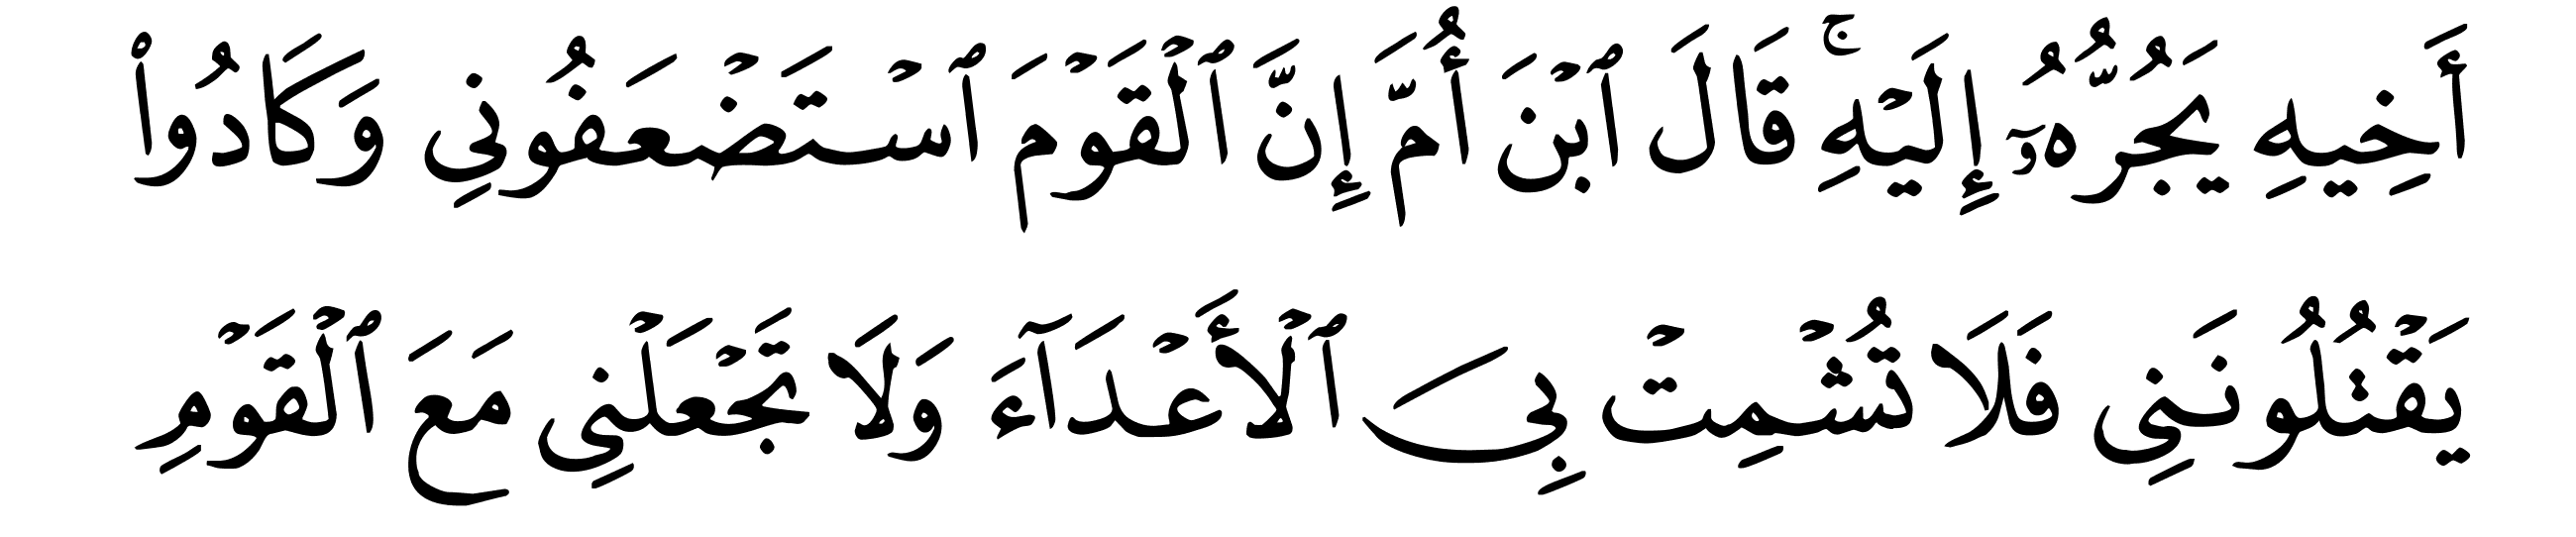 أَخِيهِ يَجُرُّهُۥٓ إِلَيْهِۚ قَالَ ٱبْنَ أُمَّ إِنَّ ٱلْقَوْمَ ٱسْتَضْعَفُونِى وَكَادُوا۟
يَقْتُلُونَنِى فَلَا تُشْمِتْ بِىَ ٱلْأَعْدَآءَ وَلَا تَجْعَلْنِى مَعَ ٱلْقَوْمِ